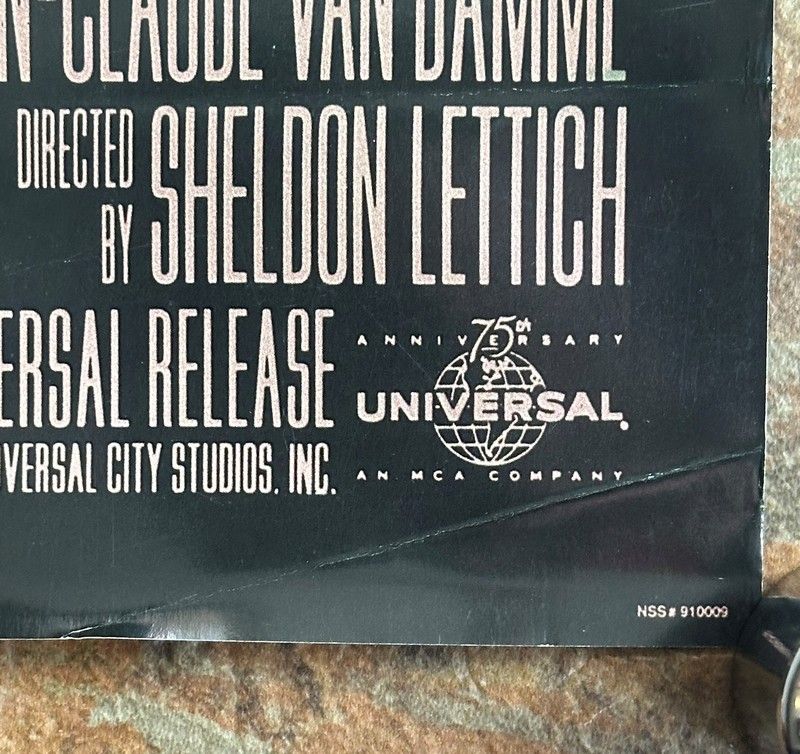 N-CLAUDE VAN DAMME
DIRECTED BY SHELDON LETTICH
ERSAL RELEASE
75th
ANNIVERSARY
UNIVERSAL
AN MCA COMPANY
VERSAL CITY STUDIOS, INC.
NSS# 910009